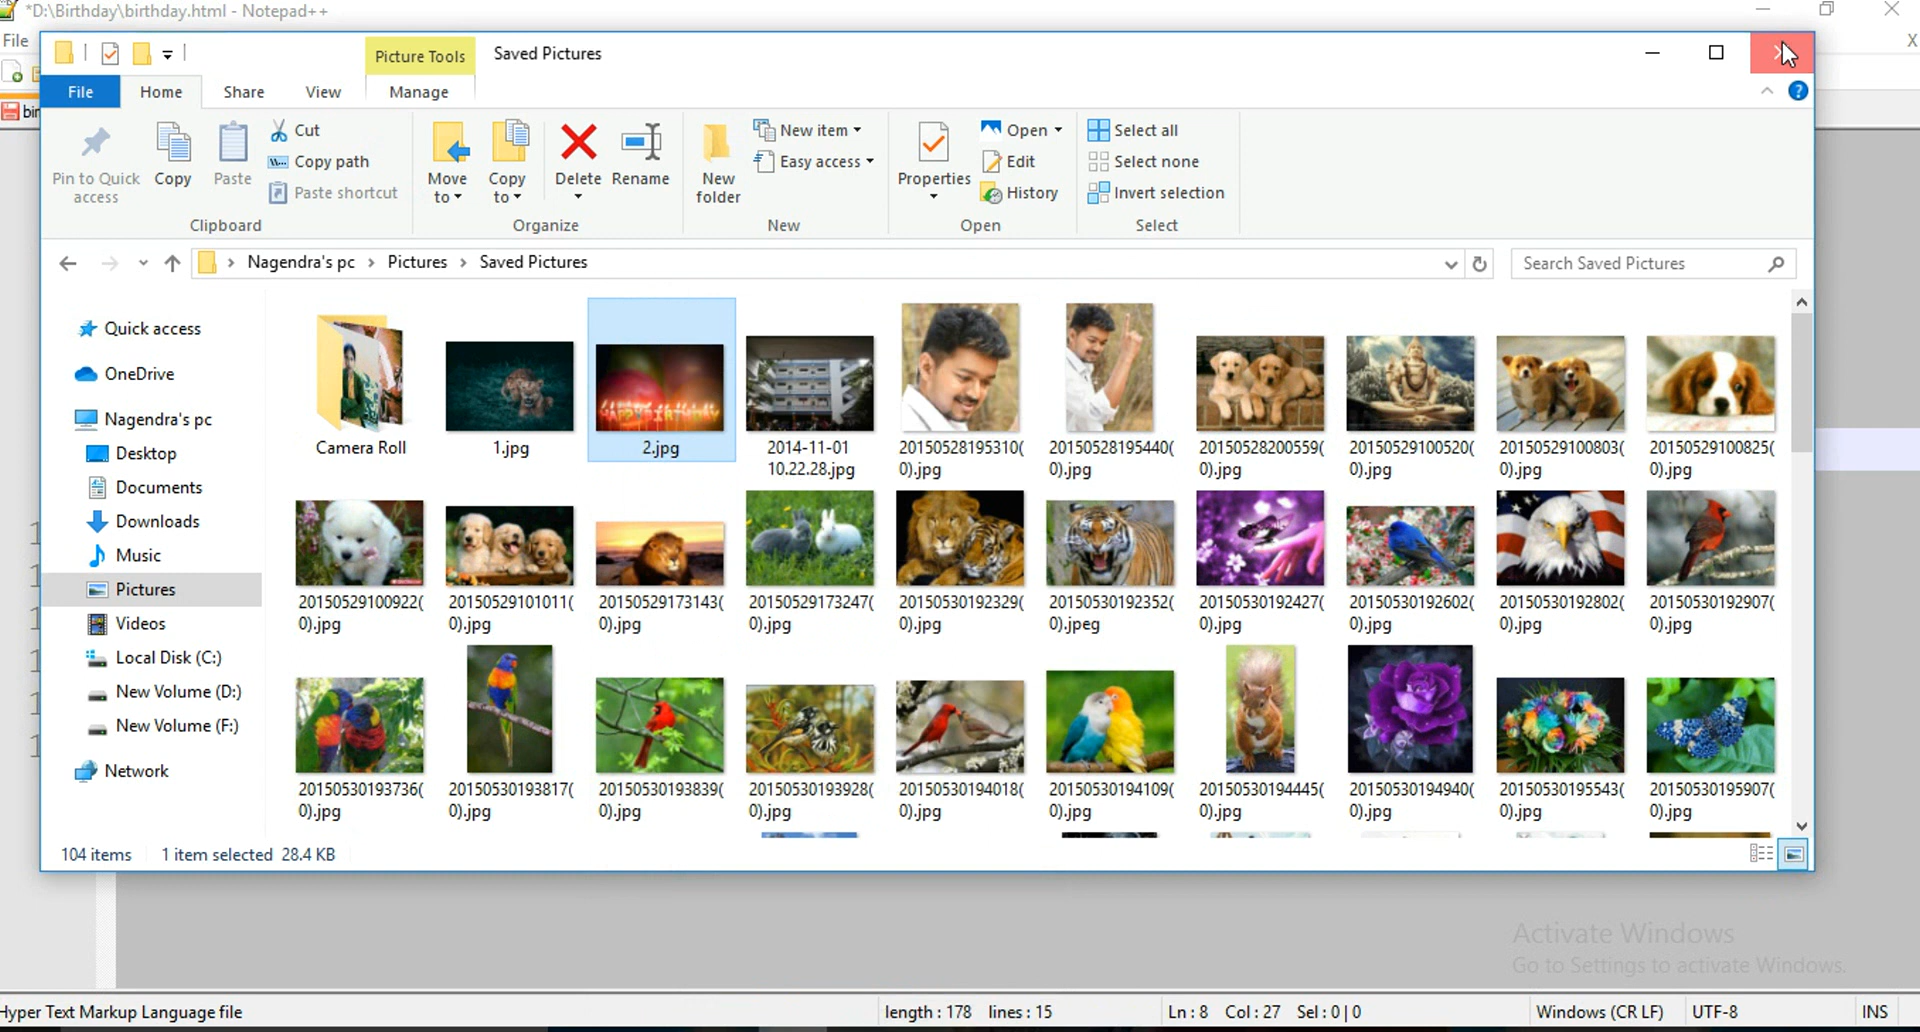 *D:\Birthday\birthday.html - Notepad++
File
X
Picture Tools
Saved Pictures
File
Home
Share
View
Manage
Pin to Quick access
Copy
Paste
Cut
Copy path
Paste shortcut
Clipboard
Move to
Copy to
Delete
Rename
Organize
New folder
New item
Easy access
New
Properties
Open
Edit
History
Open
Select all
Select none
Invert selection
Select
Nagendra's pc > Pictures > Saved Pictures
Search Saved Pictures
Quick access
OneDrive
Nagendra's pc
Desktop
Documents
Downloads
Music
Pictures
Videos
Local Disk (C:)
New Volume (D:)
New Volume (F:)
Network
HAPPY BIRTHDAY
Camera Roll
1.jpg
2.jpg
2014-11-01 10.22.28.jpg
20150528195310(0).jpg
20150528195440(0).jpg
20150528200559(0).jpg
20150529100520(0).jpg
20150529100803(0).jpg
20150529100825(0).jpg
20150529100922(0).jpg
20150529101011(0).jpg
20150529173143(0).jpg
20150529173247(0).jpg
20150530192329(0).jpg
20150530192352(0).jpeg
20150530192427(0).jpg
20150530192602(0).jpg
20150530192802(0).jpg
20150530192907(0).jpg
20150530193736(0).jpg
20150530193817(0).jpg
20150530193839(0).jpg
20150530193928(0).jpg
20150530194018(0).jpg
20150530194109(0).jpg
20150530194445(0).jpg
20150530194940(0).jpg
20150530195543(0).jpg
20150530195907(0).jpg
104 items 1 item selected 28.4 KB
Activate Windows
Go to Settings to activate Windows.
Hyper Text Markup Language file
length : 178 lines : 15
Ln : 8 Col : 27 Sel : 0 | 0
Windows (CR LF)
UTF-8
INS